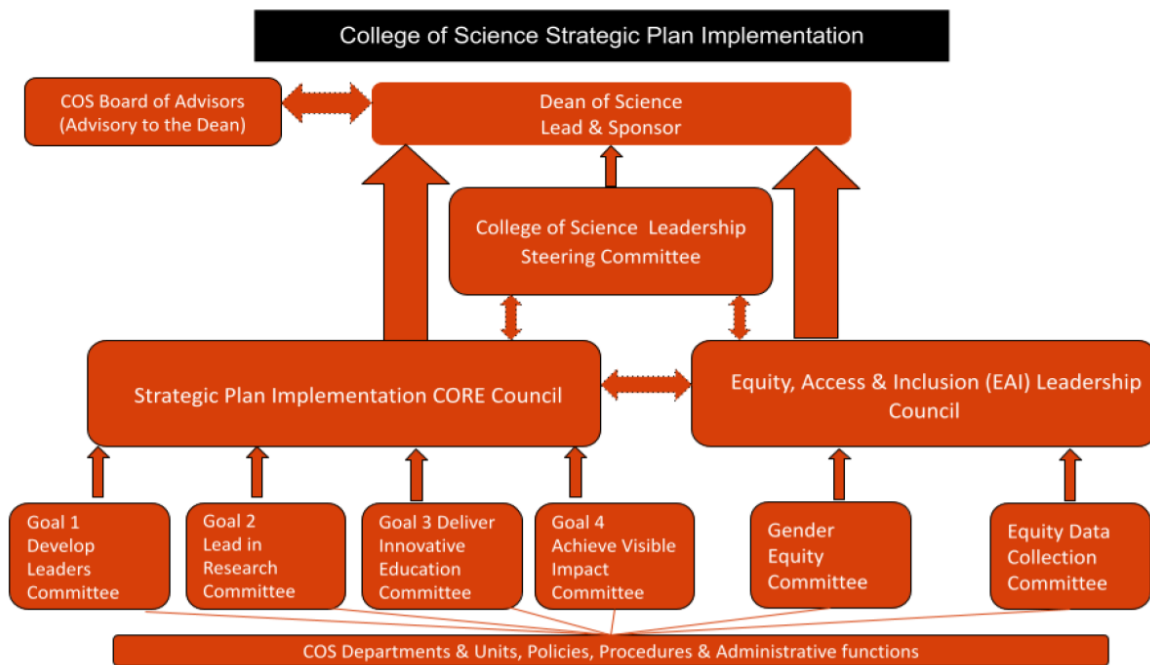 College of Science Strategic Plan Implementation
COS Board of Advisors
(Advisory to the Dean)
Dean of Science
Lead & Sponsor
College of Science Leadership
Steering Committee
Strategic Plan Implementation CORE Council
Equity, Access & Inclusion (EAI) Leadership
Council
Goal 1
Develop
Leaders
Committee
Goal 2
Lead in
Research
Committee
Goal 3 Deliver
Innovative
Education
Committee
Goal 4
Achieve Visible
Impact
Committee
Gender
Equity
Committee
Equity Data
Collection
Committee
COS Departments & Units, Policies, Procedures & Administrative functions